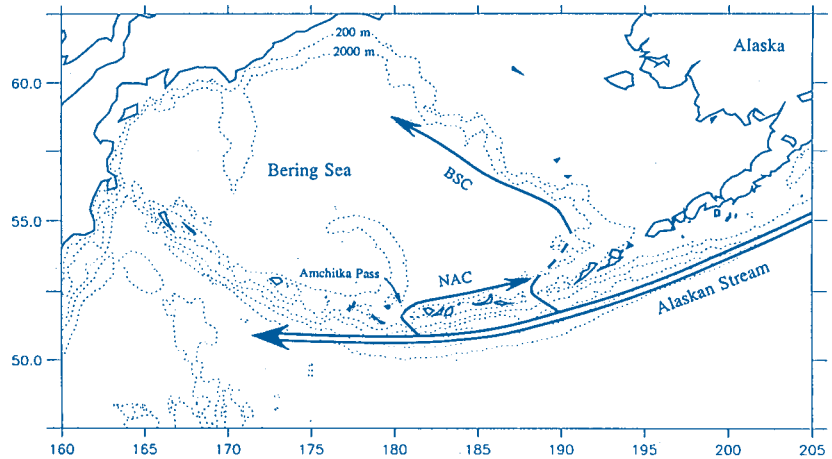 200 m.
2000 m.
Alaska
60.0
Bering Sea
BSC
55.0
Amchitka Pass
NAC
Alaskan Stream
50.0
160 165 170 175 180 185 190 195 200 205